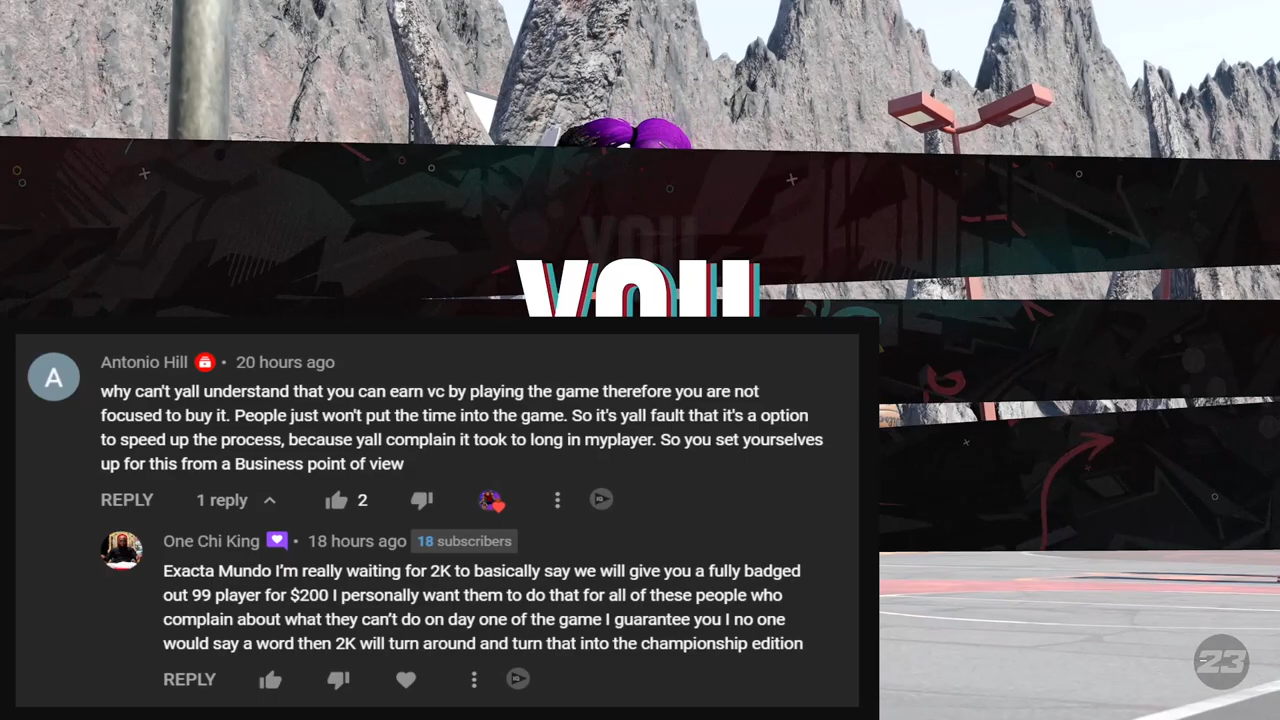 YOU
YOU
A
Antonio Hill • 20 hours ago
why can't yall understand that you can earn vc by playing the game therefore you are not
focused to buy it. People just won't put the time into the game. So it's yall fault that it's a option
to speed up the process, because yall complain it took to long in myplayer. So you set yourselves
up for this from a Business point of view
REPLY 1 reply 2
One Chi King • 18 hours ago 18 subscribers
Exacta Mundo I’m really waiting for 2K to basically say we will give you a fully badged
out 99 player for $200 I personally want them to do that for all of these people who
complain about what they can’t do on day one of the game I guarantee you I no one
would say a word then 2K will turn around and turn that into the championship edition
REPLY
23